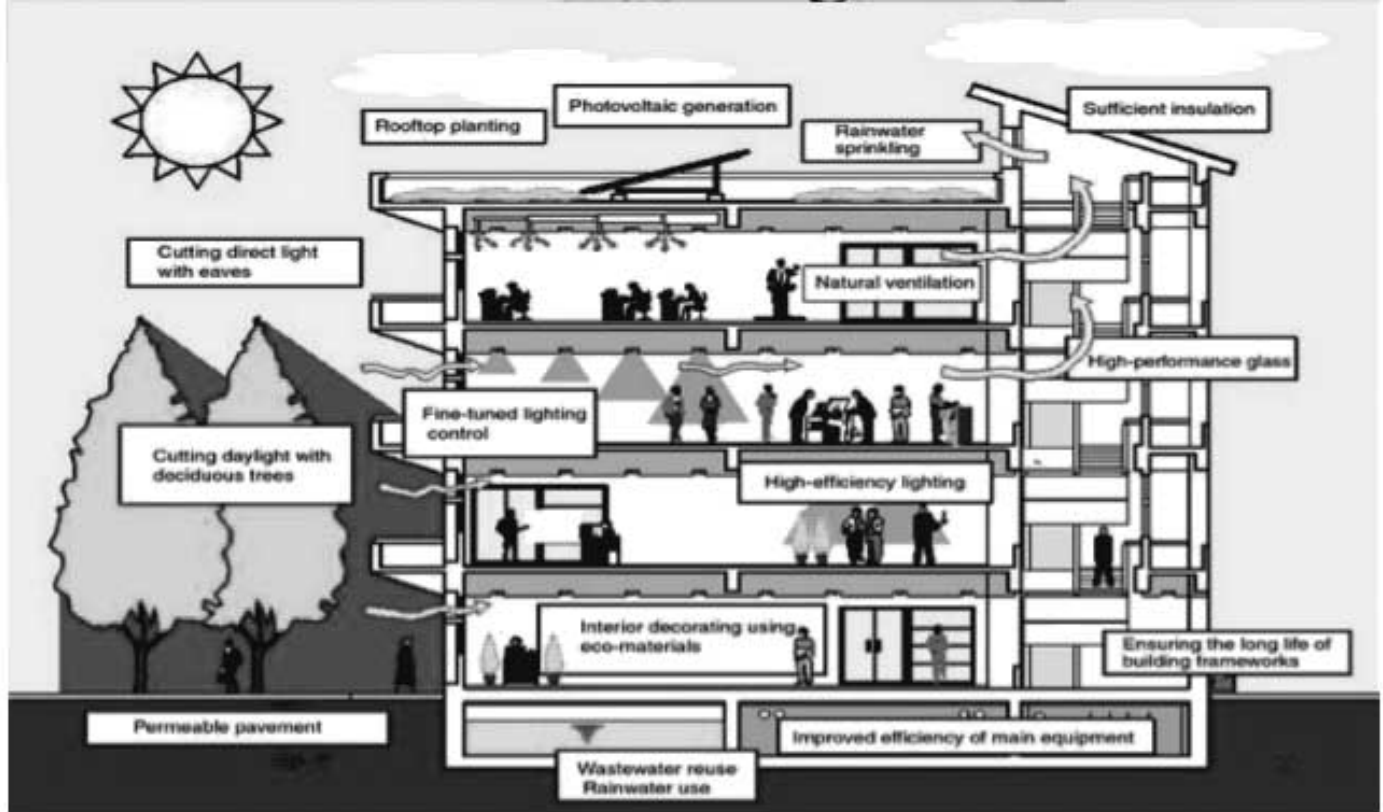 Photovoltaic generation
Rooftop planting
Sufficient insulation
Rainwater
sprinkling
Cutting direct light
with eaves
Natural ventilation
High-performance glass
Fine-tuned lighting
control
Cutting daylight with
deciduous trees
High-efficiency lighting
Interior decorating using
eco-materials
Ensuring the long life of
building frameworks
Permeable pavement
Improved efficiency of main equipment
Wastewater reuse
Rainwater use